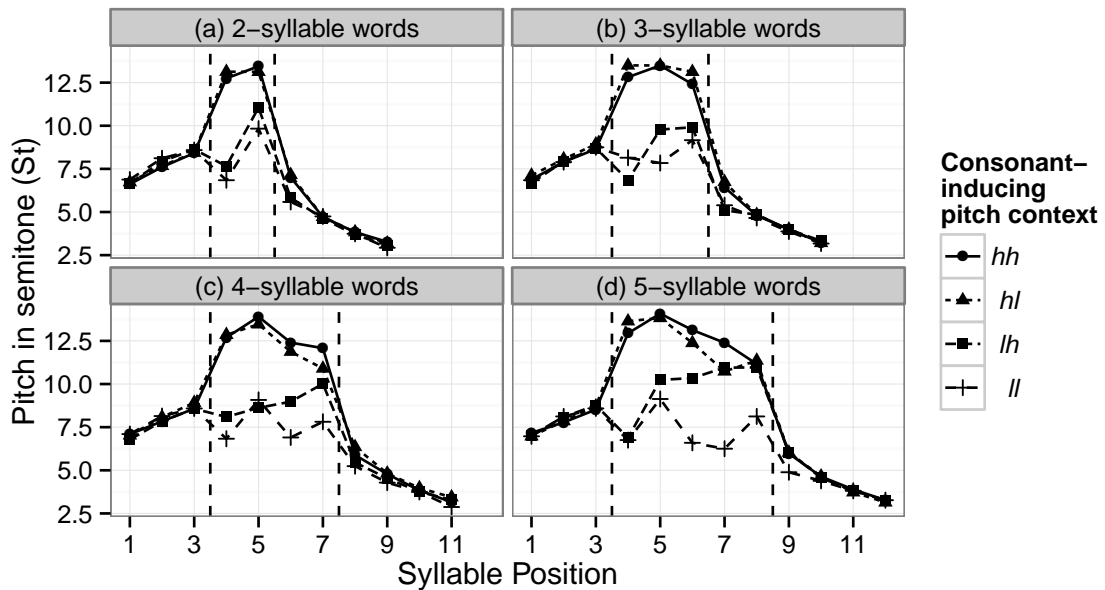 (a) 2−syllable words
(b) 3−syllable words
12.5
10.0
7.5
5.0
2.5
(c) 4−syllable words
(d) 5−syllable words
12.5
10.0
7.5
5.0
2.5
1 3 5 7 9 11
1 3 5 7 9 11
Syllable Position
Pitch in semitone (St)
Consonant−
inducing
pitch context
hh
hl
lh
ll